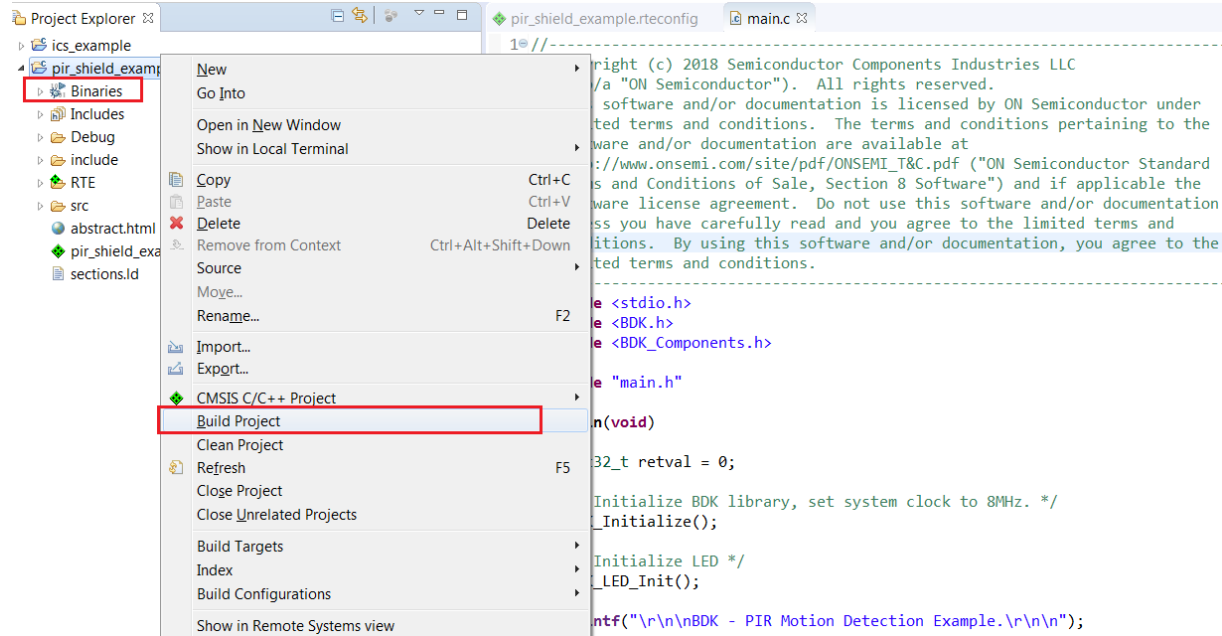 Project Explorer
pir_shield_example.rteconfig
main.c
ics_example
pir_shield_examp
Binaries
Includes
Debug
include
RTE
src
abstract.html
pir_shield_exa
sections.ld
New
Go Into
Open in New Window
Show in Local Terminal
Copy Ctrl+C
Paste Ctrl+V
Delete Delete
Remove from Context Ctrl+Alt+Shift+Down
Source
Move...
Rename... F2
Import...
Export...
CMSIS C/C++ Project
Build Project
Clean Project
Refresh F5
Close Project
Close Unrelated Projects
Build Targets
Index
Build Configurations
Show in Remote Systems view
1 //-----------------------------------------------------------------------------
right (c) 2018 Semiconductor Components Industries LLC
/a "ON Semiconductor"). All rights reserved.
software and/or documentation is licensed by ON Semiconductor under
ted terms and conditions. The terms and conditions pertaining to the
ware and/or documentation are available at
://www.onsemi.com/site/pdf/ONSEMI_T&C.pdf ("ON Semiconductor Standard
s and Conditions of Sale, Section 8 Software") and if applicable the
ware license agreement. Do not use this software and/or documentation
ss you have carefully read and you agree to the limited terms and
itions. By using this software and/or documentation, you agree to the
ted terms and conditions.
-----------------------------------------------------------------------------
e <stdio.h>
e <BDK.h>
e <BDK_Components.h>
e "main.h"
n(void)
32_t retval = 0;
Initialize BDK library, set system clock to 8MHz. */
_Initialize();
Initialize LED */
_LED_Init();
ntf("\r\n\nBDK - PIR Motion Detection Example.\r\n\n");